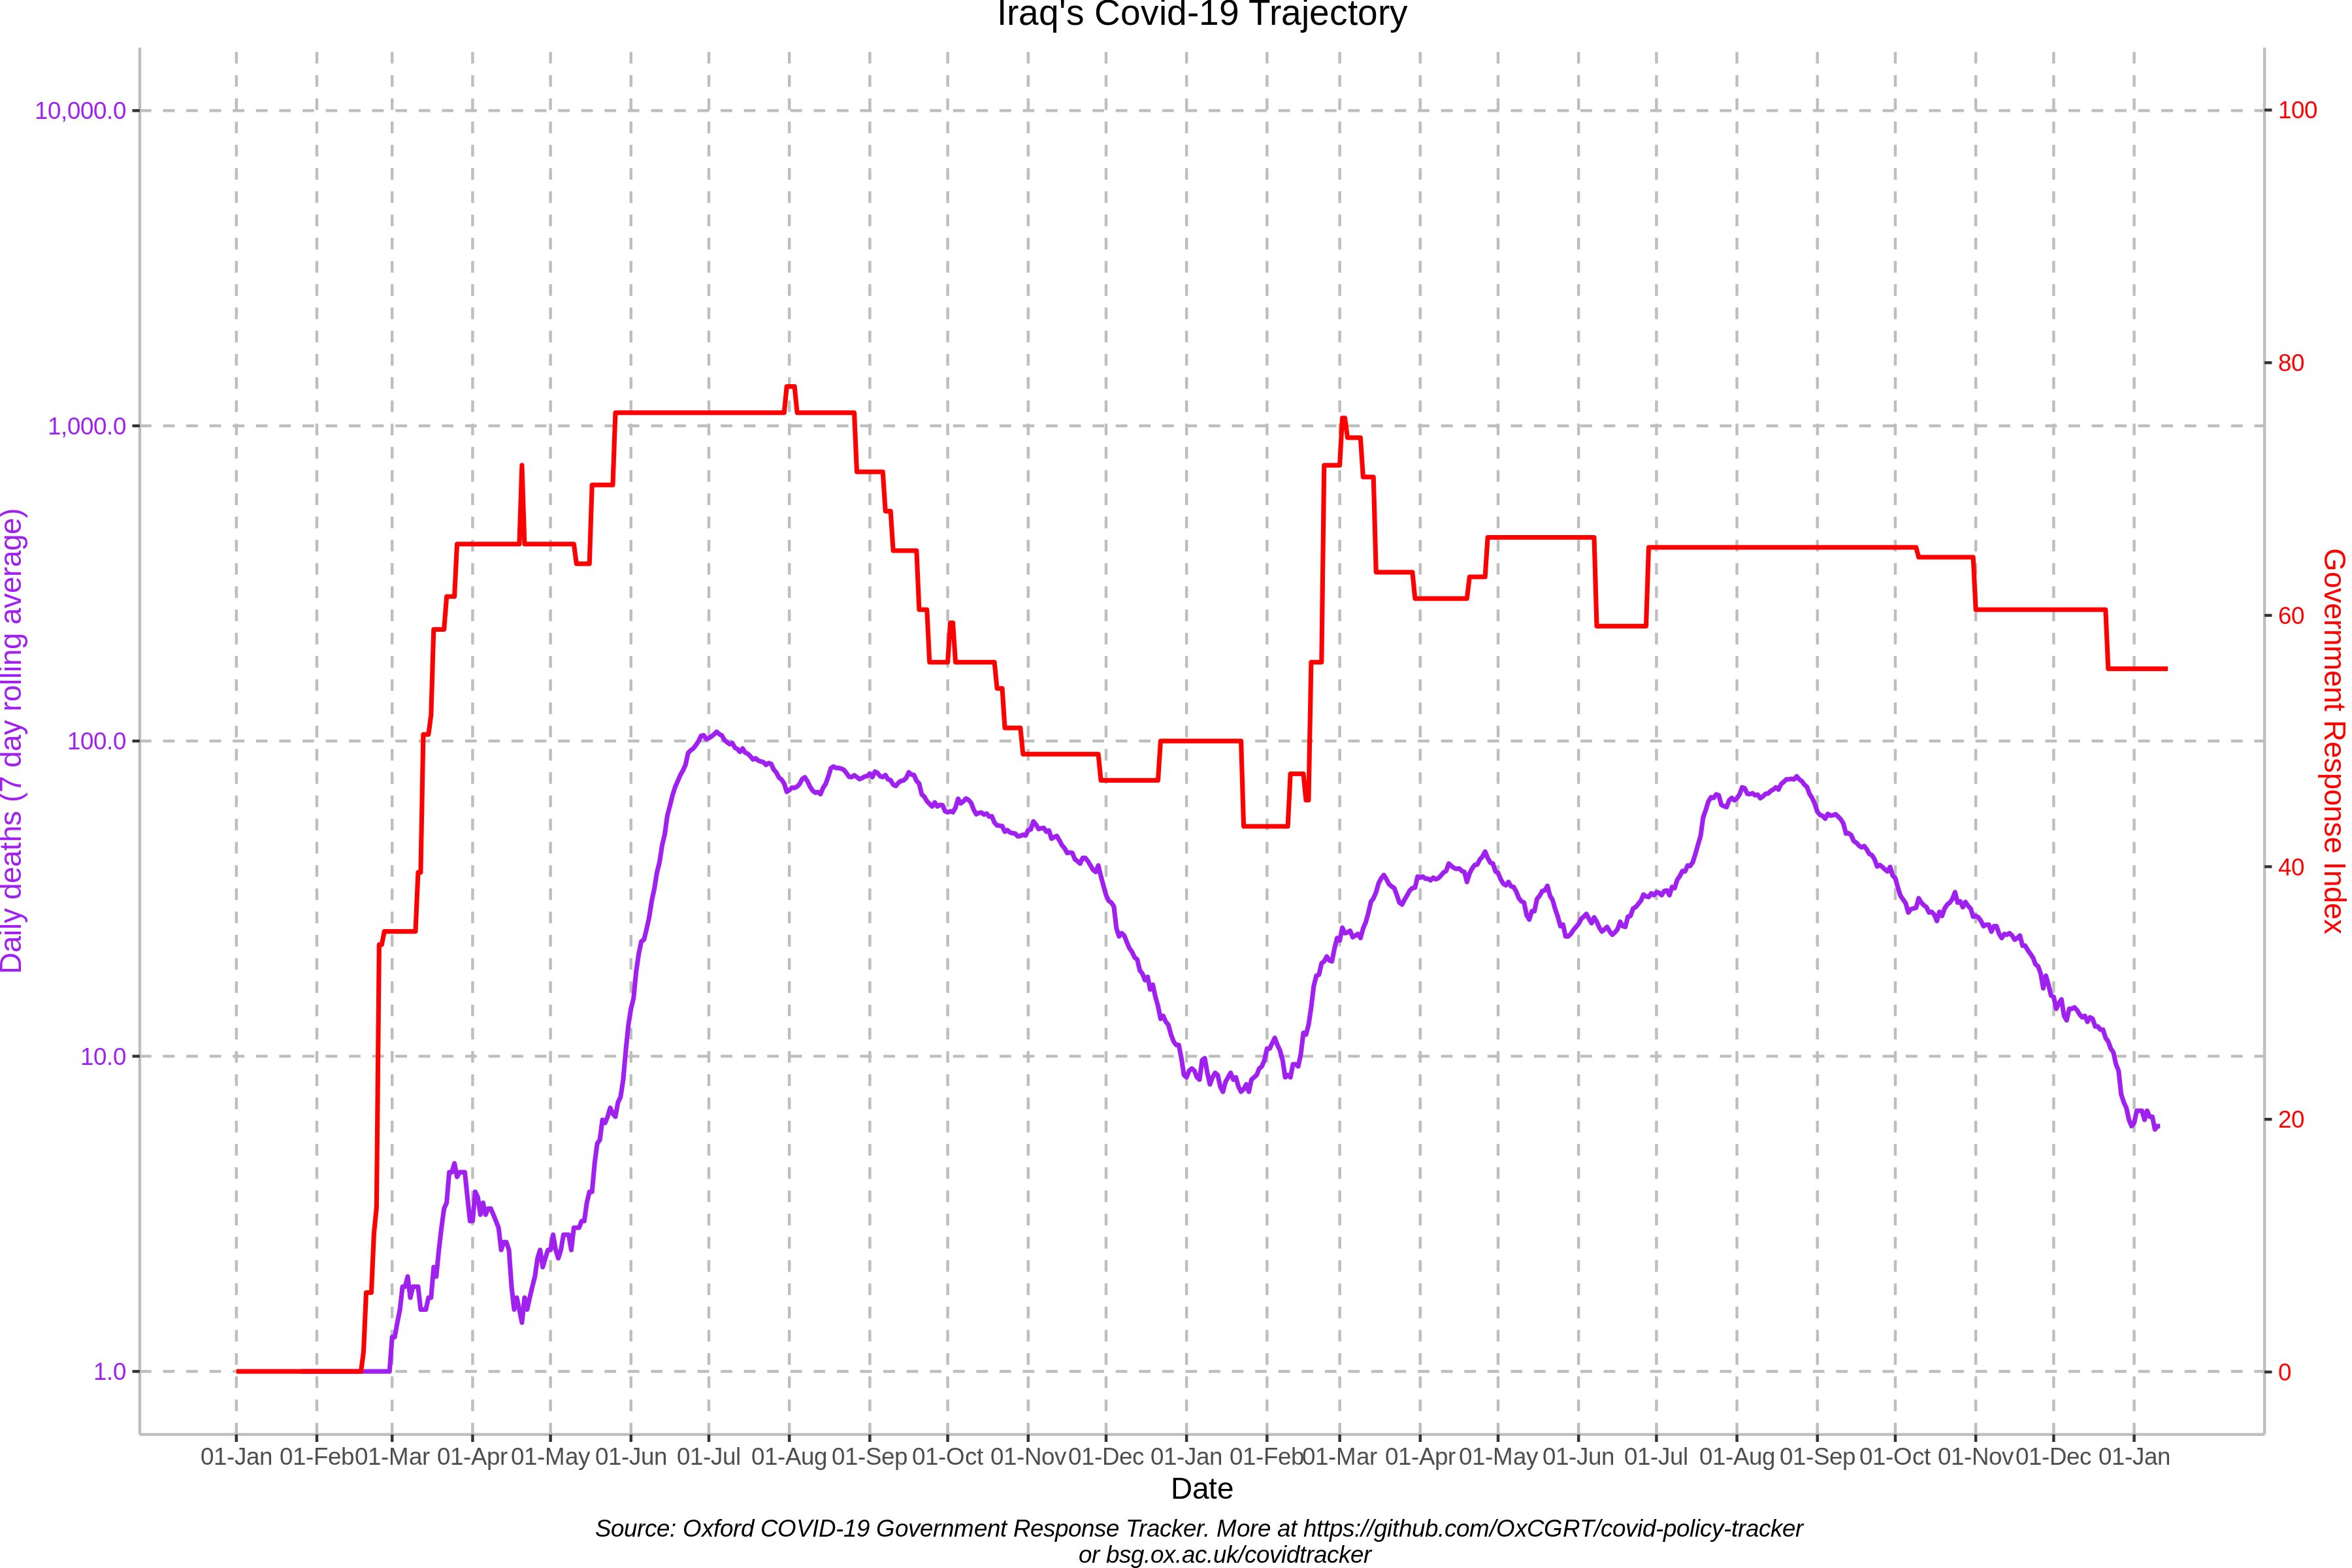 Iraq's Covid-19 Trajectory
10,000.0
1,000.0
100.0
10.0
1.0
Daily deaths (7 day rolling average)
100
80
60
40
20
0
Government Response Index
01-Jan 01-Feb 01-Mar 01-Apr 01-May 01-Jun 01-Jul 01-Aug 01-Sep 01-Oct 01-Nov 01-Dec 01-Jan 01-Feb 01-Mar 01-Apr 01-May 01-Jun 01-Jul 01-Aug 01-Sep 01-Oct 01-Nov 01-Dec 01-Jan
Date
Source: Oxford COVID-19 Government Response Tracker. More at https://github.com/OxCGRT/covid-policy-tracker
or bsg.ox.ac.uk/covidtracker